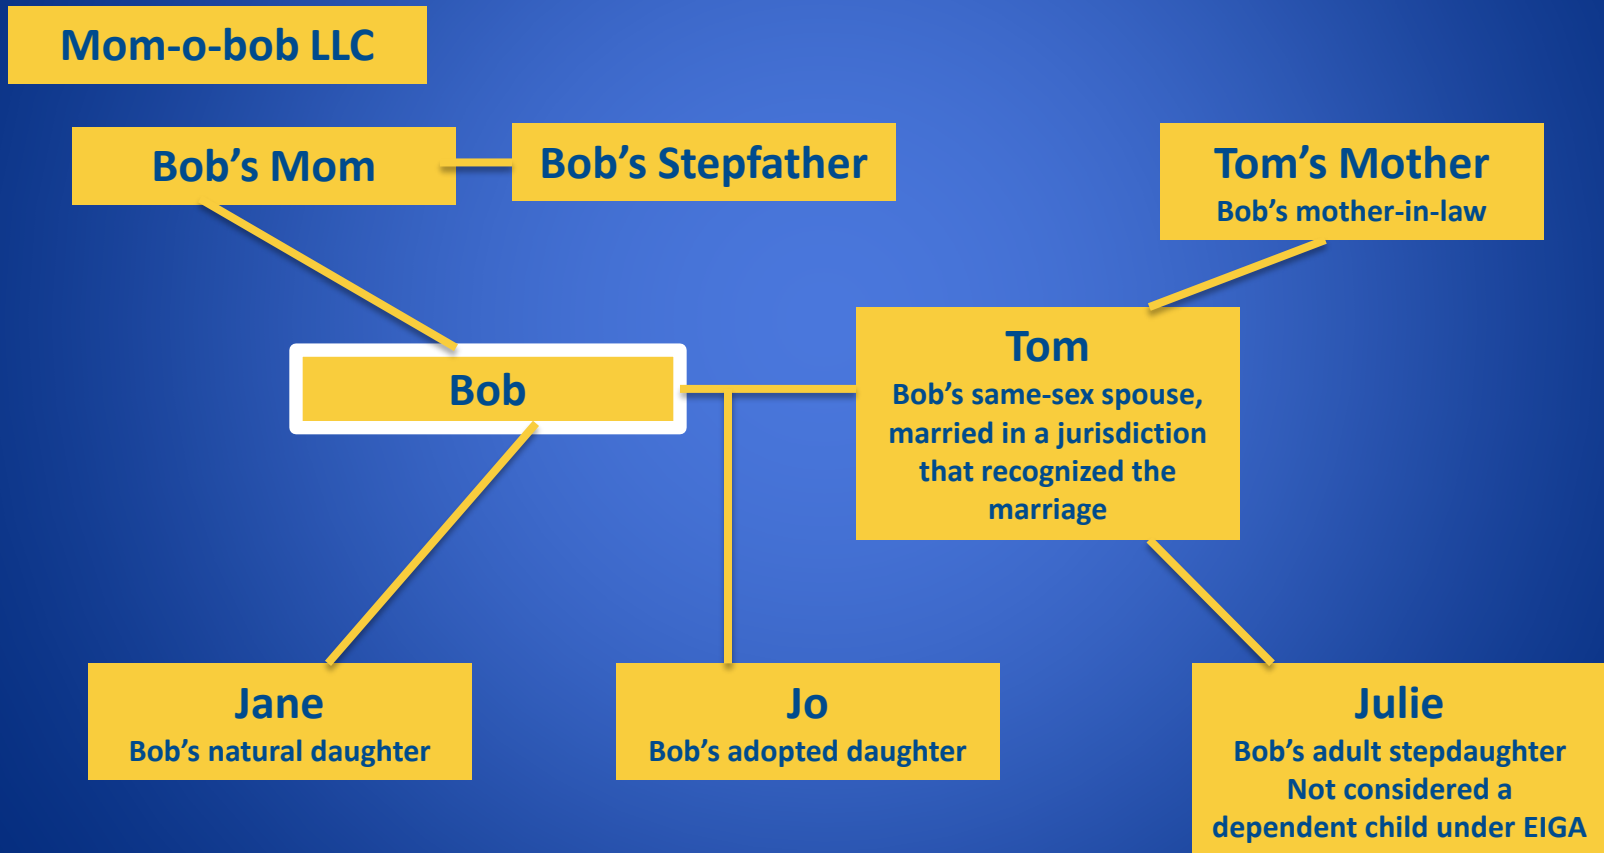 Mom-o-bob LLC
Bob’s Mom
Bob’s Stepfather
Tom’s Mother
Bob’s mother-in-law
Bob
Tom
Bob’s same-sex spouse,
married in a jurisdiction
that recognized the
marriage
Jane
Bob’s natural daughter
Jo
Bob’s adopted daughter
Julie
Bob’s adult stepdaughter
Not considered a
dependent child under EIGA